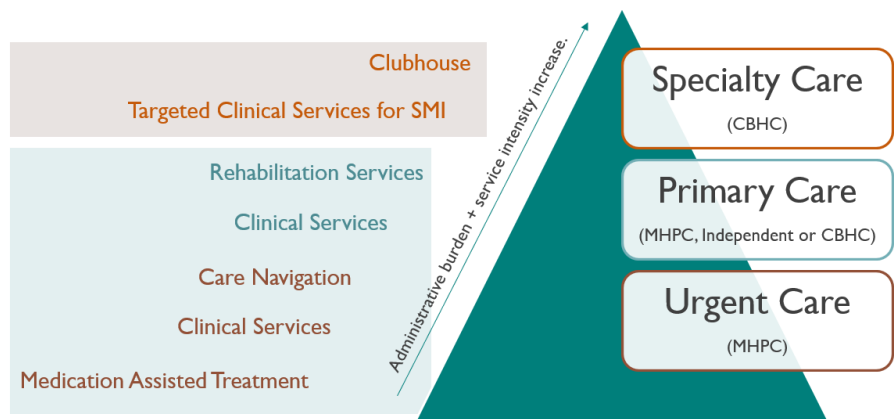 Clubhouse
Targeted Clinical Services for SMI
Rehabilitation Services
Clinical Services
Care Navigation
Clinical Services
Medication Assisted Treatment
Administrative burden + service intensity increase.
Specialty Care
(CBHC)
Primary Care
(MHPC, Independent or CBHC)
Urgent Care
(MHPC)